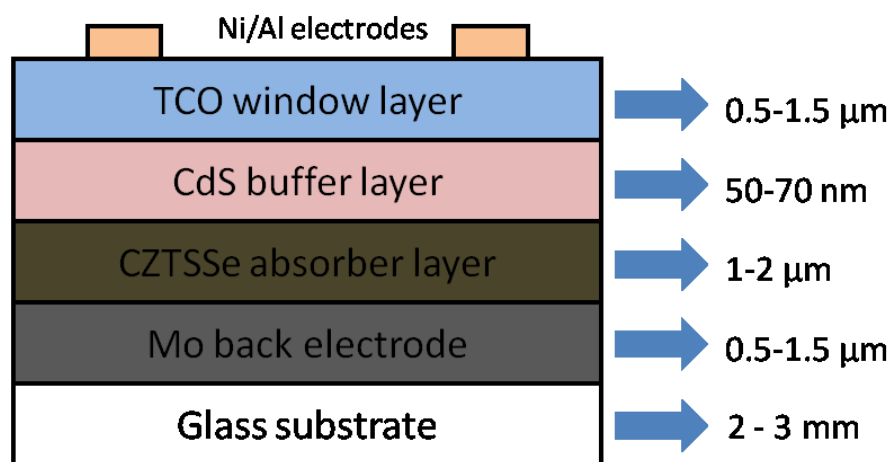 Ni/Al electrodes
TCO window layer
0.5-1.5 μm
CdS buffer layer
50-70 nm
CZTSSe absorber layer
1-2 μm
Mo back electrode
0.5-1.5 μm
Glass substrate
2 - 3 mm